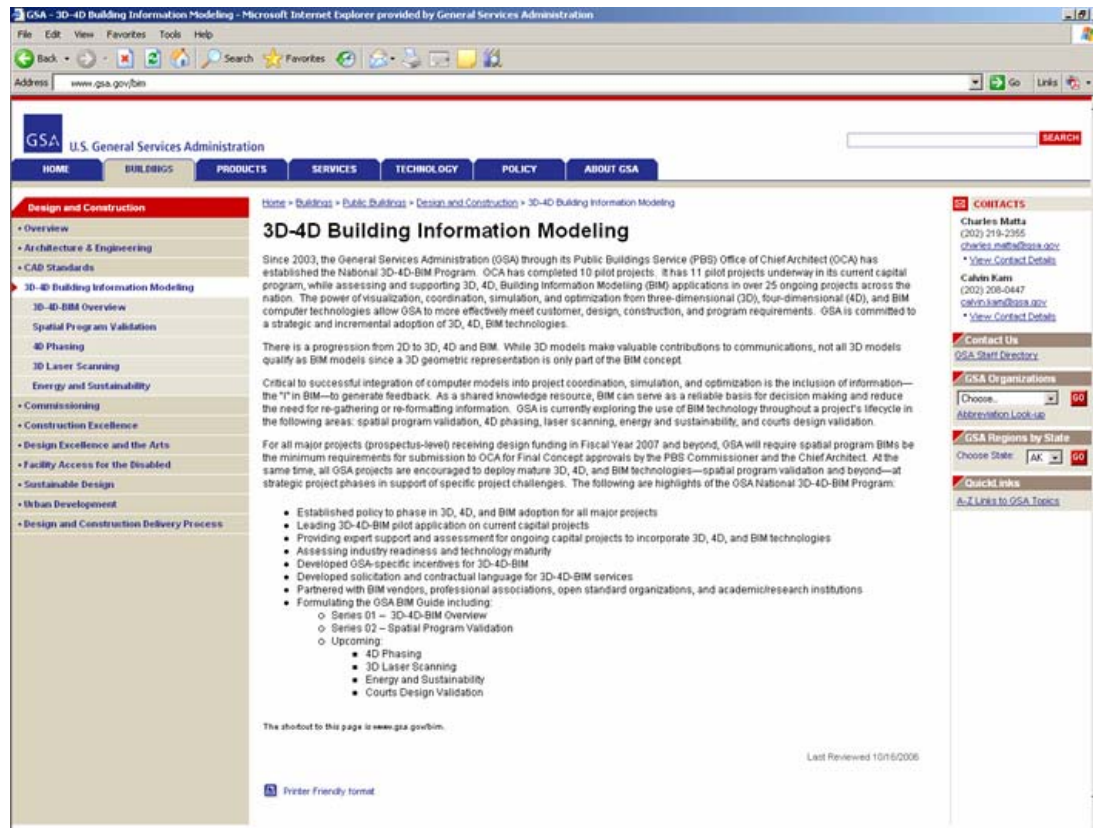 GSA - 3D-4D Building Information Modeling - Microsoft Internet Explorer provided by General Services Administration
File Edit View Favorites Tools Help
Back Search Favorites
Address www.gsa.gov/bim Go Links
GSA U.S. General Services Administration
SEARCH
HOME BUILDINGS PRODUCTS SERVICES TECHNOLOGY POLICY ABOUT GSA
Design and Construction
• Overview
• Architecture & Engineering
• CAD Standards
3D-4D Building Information Modeling
3D-4D-BIM Overview
Spatial Program Validation
4D Phasing
3D Laser Scanning
Energy and Sustainability
• Commissioning
• Construction Excellence
• Design Excellence and the Arts
• Facility Access for the Disabled
• Sustainable Design
• Urban Development
• Design and Construction Delivery Process
Home > Buildings > Public Buildings > Design and Construction > 3D-4D Building Information Modeling
3D-4D Building Information Modeling
Since 2003, the General Services Administration (GSA) through its Public Buildings Service (PBS) Office of Chief Architect (OCA) has
established the National 3D-4D-BIM Program. OCA has completed 10 pilot projects. It has 11 pilot projects underway in its current capital
program, while assessing and supporting 3D, 4D, Building Information Modeliing (BIM) applications in over 25 ongoing projects across the
nation. The power of visualization, coordination, simulation, and optimization from three-dimensional (3D), four-dimensional (4D), and BIM
computer technologies allow GSA to more effectively meet customer, design, construction, and program requirements. GSA is committed to
a strategic and incremental adoption of 3D, 4D, BIM technologies.
There is a progression from 2D to 3D, 4D and BIM. While 3D models make valuable contributions to communications, not all 3D models
qualify as BIM models since a 3D geometric representation is only part of the BIM concept.
Critical to successful integration of computer models into project coordination, simulation, and optimization is the inclusion of information—
the "I" in BIM—to generate feedback. As a shared knowledge resource, BIM can serve as a reliable basis for decision making and reduce
the need for re-gathering or re-formatting information. GSA is currently exploring the use of BIM technology throughout a project's lifecycle in
the following areas: spatial program validation, 4D phasing, laser scanning, energy and sustainability, and courts design validation.
For all major projects (prospectus-level) receiving design funding in Fiscal Year 2007 and beyond, GSA will require spatial program BIMs be
the minimum requirements for submission to OCA for Final Concept approvals by the PBS Commissioner and the Chief Architect. At the
same time, all GSA projects are encouraged to deploy mature 3D, 4D, and BIM technologies—spatial program validation and beyond—at
strategic project phases in support of specific project challenges. The following are highlights of the GSA National 3D-4D-BIM Program:
• Established policy to phase in 3D, 4D, and BIM adoption for all major projects
• Leading 3D-4D-BIM pilot application on current capital projects
• Providing expert support and assessment for ongoing capital projects to incorporate 3D, 4D, and BIM technologies
• Assessing industry readiness and technology maturity
• Developed GSA-specific incentives for 3D-4D-BIM
• Developed solicitation and contractual language for 3D-4D-BIM services
• Partnered with BIM vendors, professional associations, open standard organizations, and academic/research institutions
• Formulating the GSA BIM Guide including:
o Series 01 – 3D-4D-BIM Overview
o Series 02 – Spatial Program Validation
o Upcoming:
▪ 4D Phasing
▪ 3D Laser Scanning
▪ Energy and Sustainability
▪ Courts Design Validation
The shortcut to this page is www.gsa.gov/bim.
Last Reviewed 10/16/2006
Printer Friendly format
CONTACTS
Charles Matta
(202) 219-2355
charles.matta@gsa.gov
* View Contact Details
Calvin Kam
(202) 208-0447
calvin.kam@gsa.gov
* View Contact Details
Contact Us
GSA Staff Directory
GSA Organizations
Choose.. GO
Abbreviation Look-up
GSA Regions by State
Choose State: AK GO
QuickLinks
A-Z Links to GSA Topics